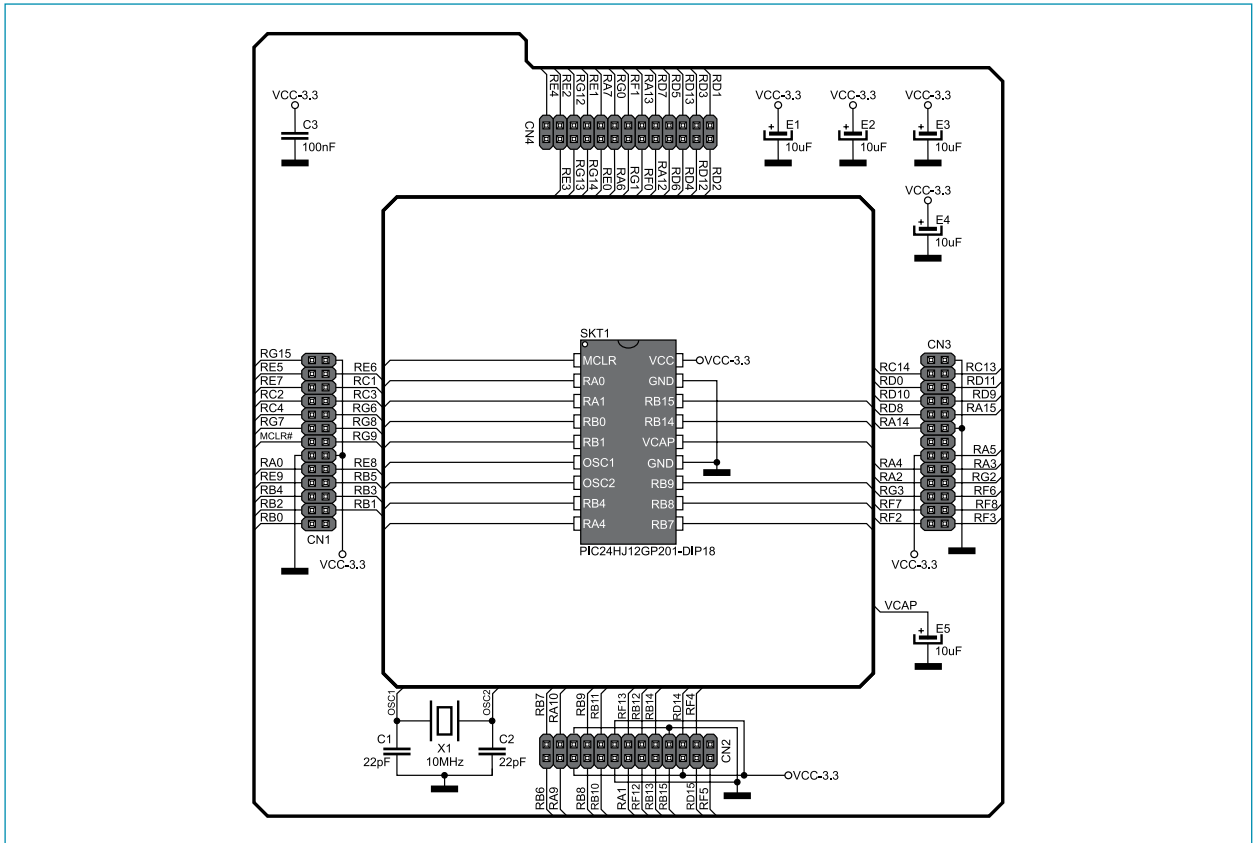 RE4 RE2 RG12 RE1 RA7 RG0 RF1 RA13 RD7 RD5 RD13 RD3 RD1
CN4
RE3 RG13 RG14 RE0 RA6 RG1 RF0 RA12 RD6 RD4 RD12 RD2
VCC-3.3
C3
100nF
VCC-3.3
E1
10uF
VCC-3.3
E2
10uF
VCC-3.3
E3
10uF
VCC-3.3
E4
10uF
SKT1
MCLR VCC VCC-3.3
RA0 GND
RA1 RB15
RB0 RB14
RB1 VCAP
OSC1 GND
OSC2 RB9
RB4 RB8
RA4 RB7
PIC24HJ12GP201-DIP18
RG15
RE5 RE6
RE7 RC1
RC2 RC3
RC4 RG6
RG7 RG8
MCLR# RG9
RA0 RE8
RE9 RB5
RB4 RB3
RB2 RB1
RB0
CN1
VCC-3.3
CN3
RC14 RC13
RD0 RD11
RD10 RD9
RD8 RA15
RA14
RA5
RA4 RA3
RA2 RG2
RG3 RF6
RF7 RF8
RF2 RF3
VCC-3.3
VCAP
E5
10uF
OSC1 OSC2
C1
22pF
X1
10MHz
C2
22pF
RB7 RA10 RB9 RB11 RF13 RB12 RB14 RD14 RF4
CN2
VCC-3.3
RB6 RA9 RB8 RB10 RA1 RF12 RB13 RB15 RD15 RF5